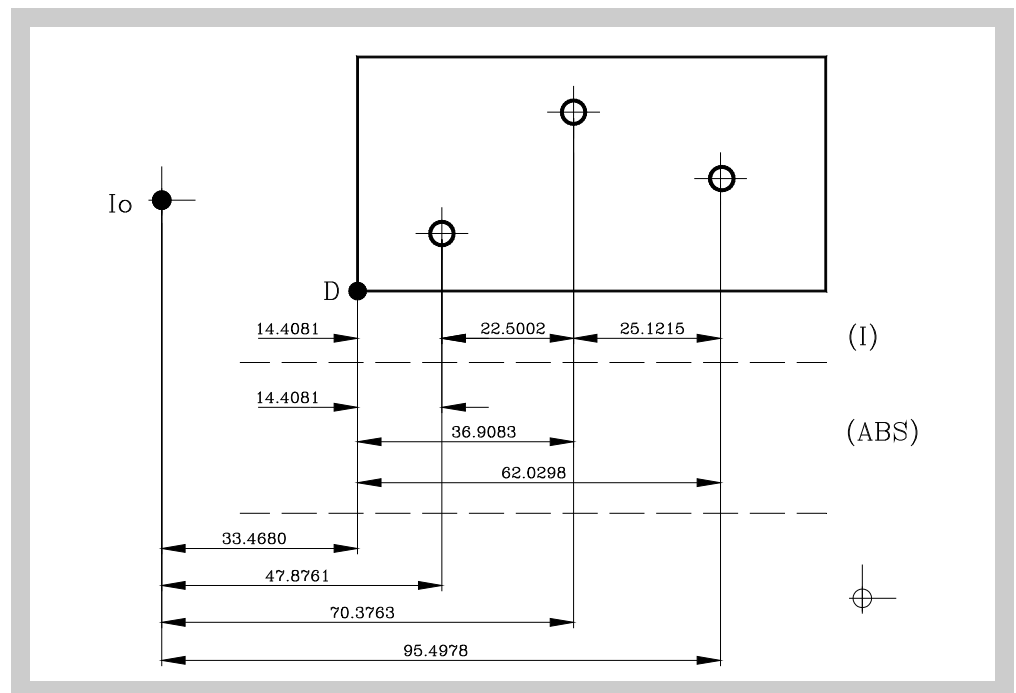 Io
D
14.4081
22.5002
25.1215
(I)
14.4081
36.9083
(ABS)
62.0298
33.4680
47.8761
70.3763
95.4978